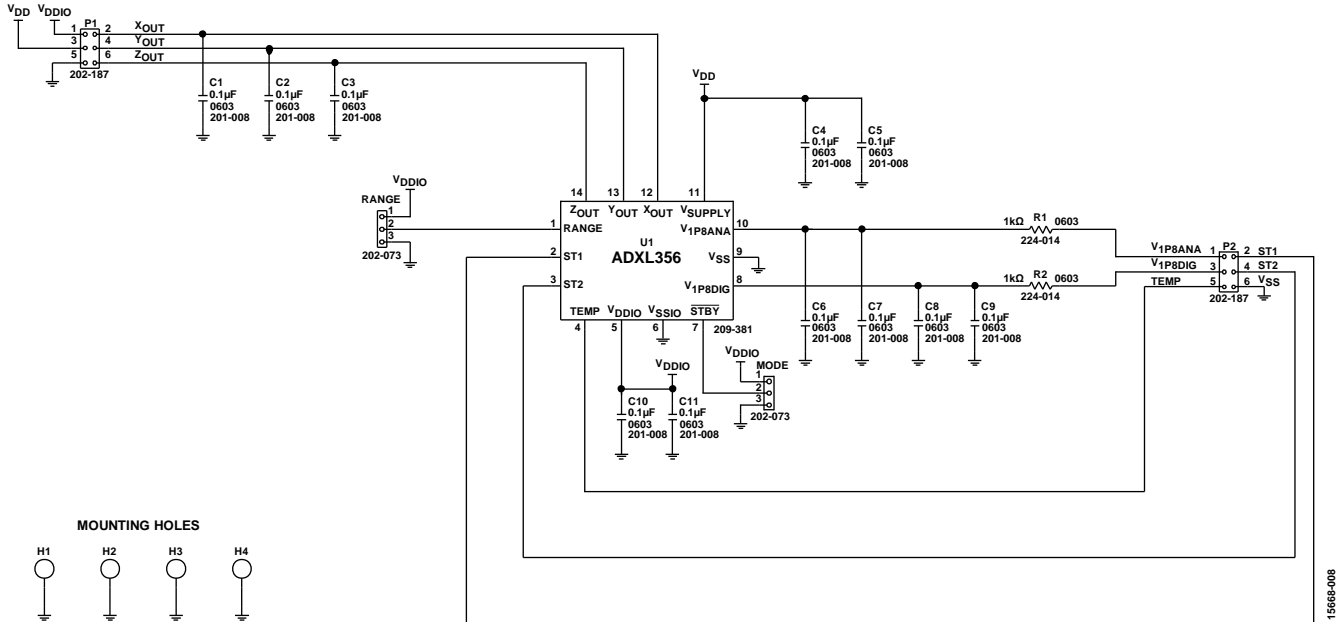 VDD VDDIO
P1
1 2 XOUT
3 4 YOUT
5 6 ZOUT
202-187
C1
0.1µF
0603
201-008
C2
0.1µF
0603
201-008
C3
0.1µF
0603
201-008
VDD
C4
0.1µF
0603
201-008
C5
0.1µF
0603
201-008
VDDIO
RANGE
1
2
3
202-073
14 13 12 11
ZOUT YOUT XOUT VSUPPLY
1 RANGE
2 ST1
3 ST2
U1
ADXL356
V1P8ANA 10
VSS 9
V1P8DIG 8
TEMP VDDIO VSSIO STBY
4 5 6 7
209-381
1kΩ R1 0603
224-014
1kΩ R2 0603
224-014
C6
0.1µF
0603
201-008
C7
0.1µF
0603
201-008
C8
0.1µF
0603
201-008
C9
0.1µF
0603
201-008
P2
V1P8ANA 1 2 ST1
V1P8DIG 3 4 ST2
TEMP 5 6 VSS
202-187
VDDIO
MODE
1
2
3
202-073
VDDIO
C10
0.1µF
0603
201-008
C11
0.1µF
0603
201-008
MOUNTING HOLES
H1 H2 H3 H4
15668-008